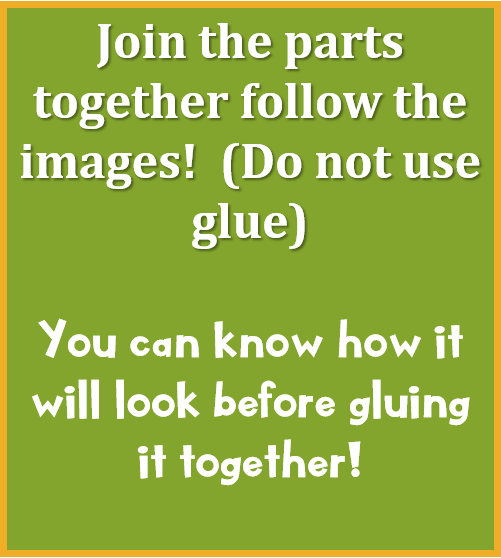 Join the parts
together follow the
images!  (Do not use
glue)
You can know how it
will look before gluing
it together!